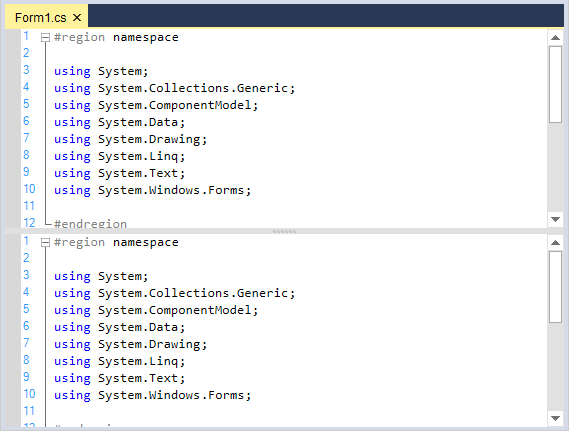 Form1.cs
1 #region namespace
2
3 using System;
4 using System.Collections.Generic;
5 using System.ComponentModel;
6 using System.Data;
7 using System.Drawing;
8 using System.Linq;
9 using System.Text;
10 using System.Windows.Forms;
11
12 #endregion
1 #region namespace
2
3 using System;
4 using System.Collections.Generic;
5 using System.ComponentModel;
6 using System.Data;
7 using System.Drawing;
8 using System.Linq;
9 using System.Text;
10 using System.Windows.Forms;
11